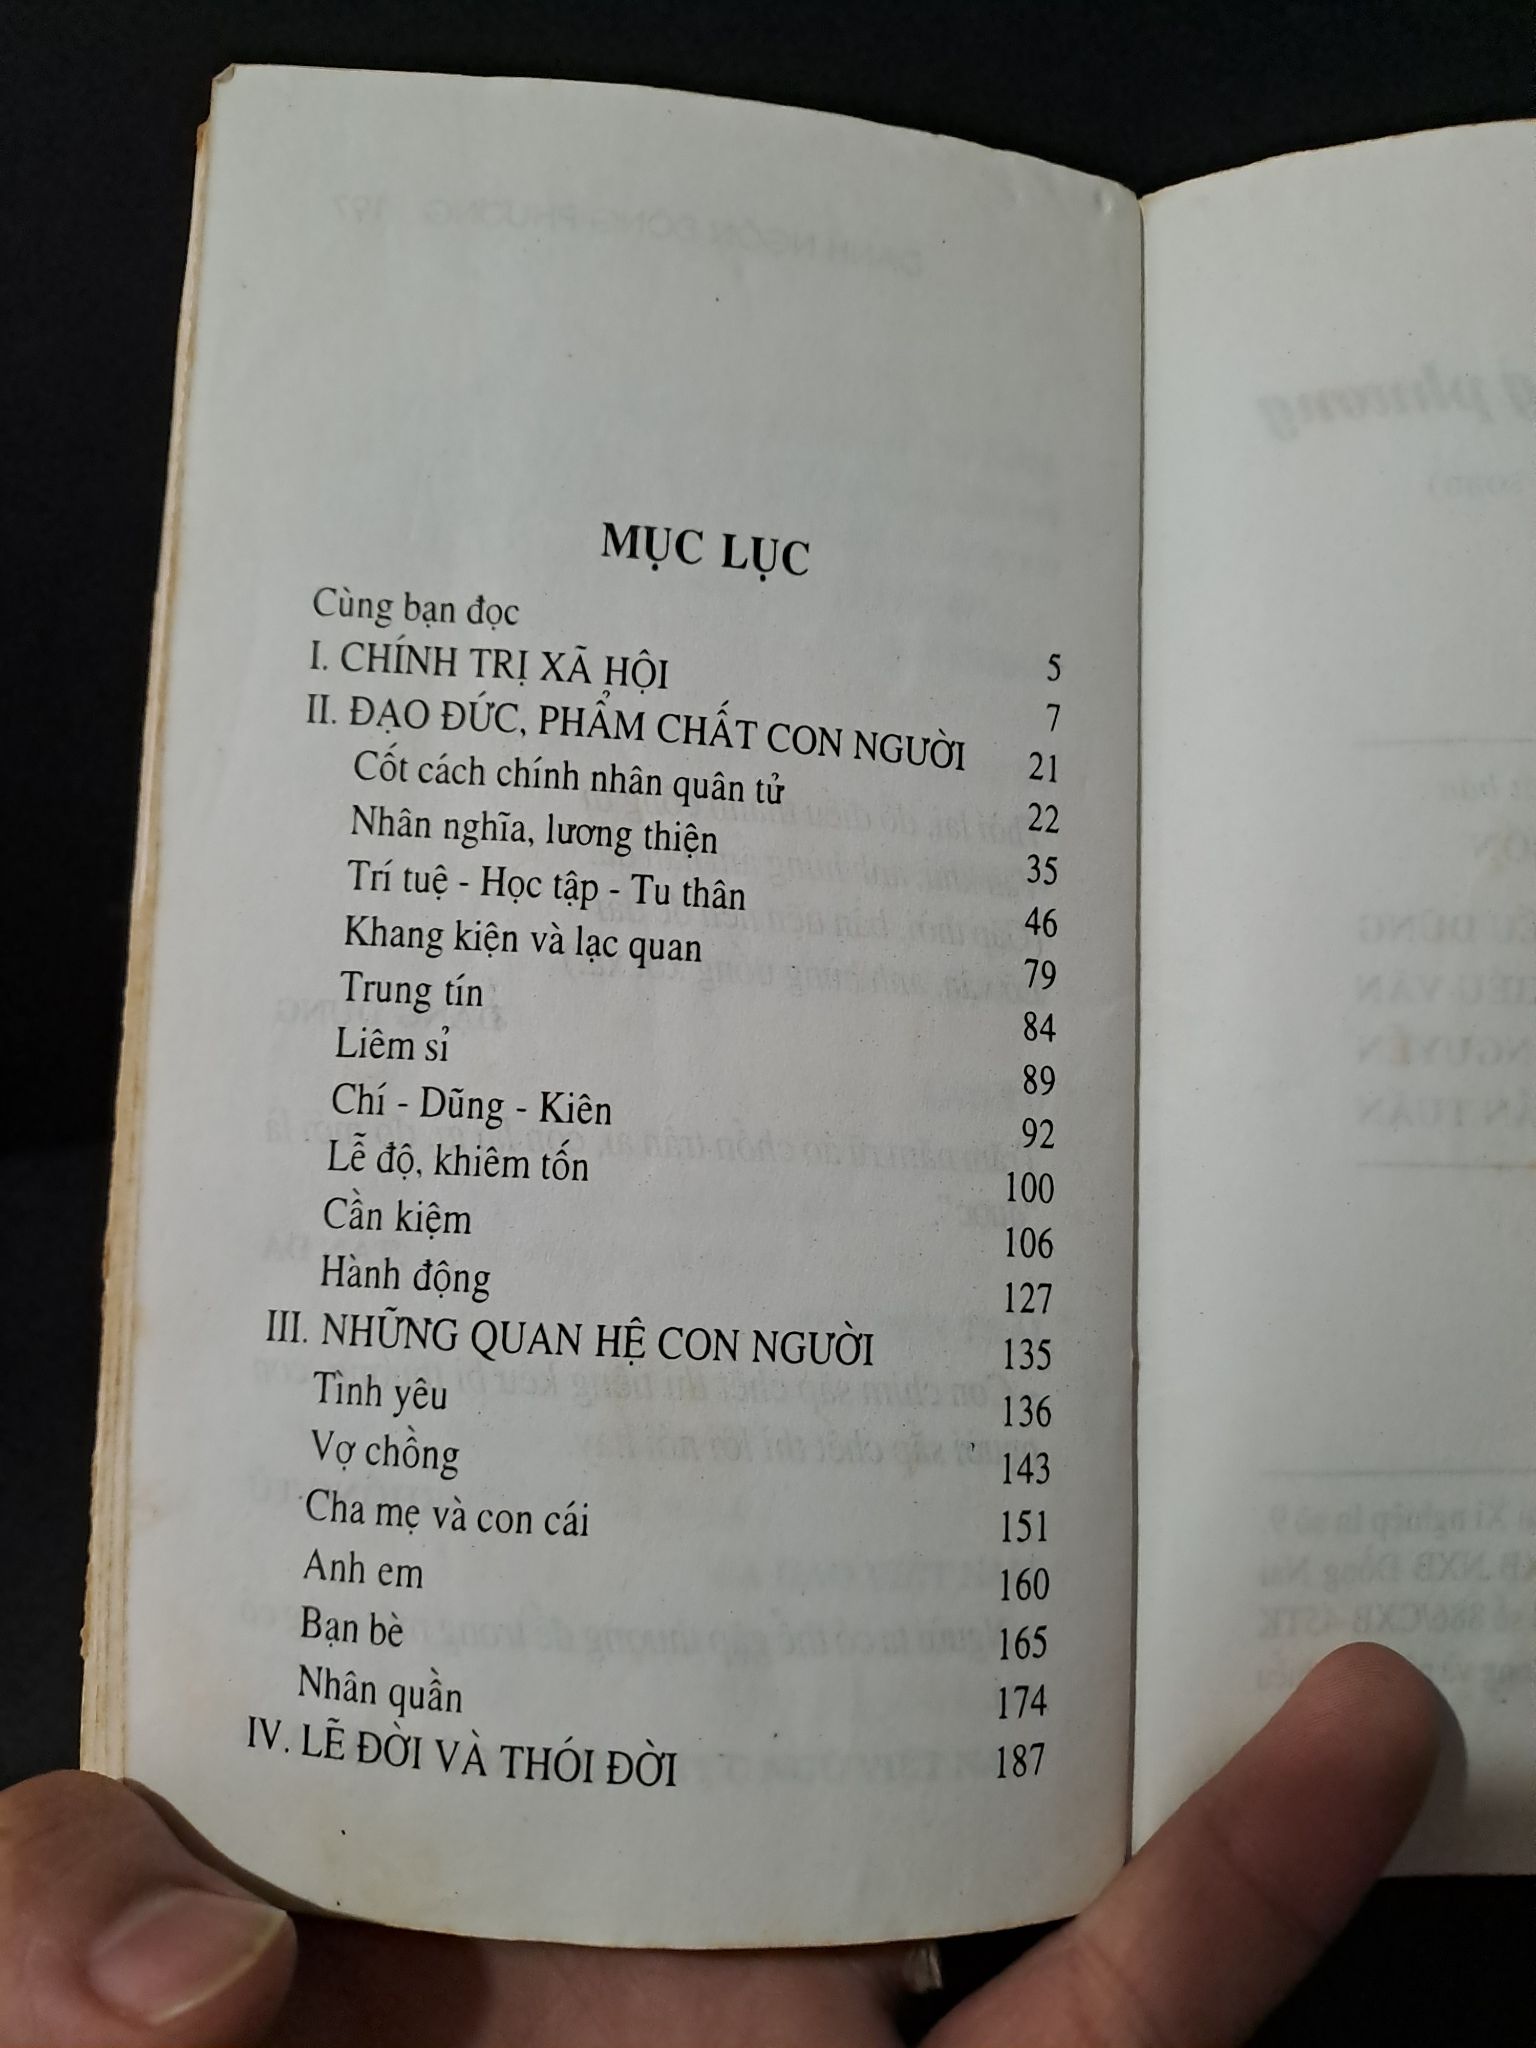 MỤC LỤC
Cùng bạn đọc 5
I. CHÍNH TRỊ XÃ HỘI 7
II. ĐẠO ĐỨC, PHẨM CHẤT CON NGƯỜI 21
Cốt cách chính nhân quân tử 22
Nhân nghĩa, lương thiện 35
Trí tuệ - Học tập - Tu thân 46
Khang kiện và lạc quan 79
Trung tín 84
Liêm sỉ 89
Chí - Dũng - Kiên 92
Lễ độ, khiêm tốn 100
Cần kiệm 106
Hành động 127
III. NHỮNG QUAN HỆ CON NGƯỜI 135
Tình yêu 136
Vợ chồng 143
Cha mẹ và con cái 151
Anh em 160
Bạn bè 165
Nhân quần 174
IV. LẼ ĐỜI VÀ THÓI ĐỜI 187